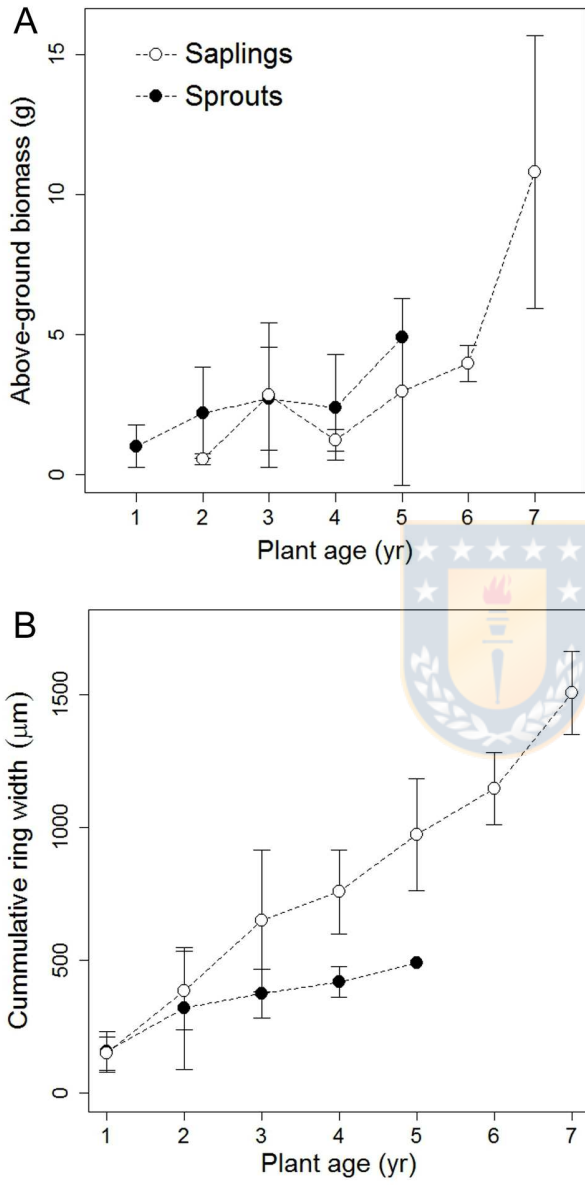 A
Saplings
Sprouts
Above-ground biomass (g)
15
10
5
0
1 2 3 4 5 6 7
Plant age (yr)
B
Cummulative ring width (μm)
1500
1000
500
0
1 2 3 4 5 6 7
Plant age (yr)